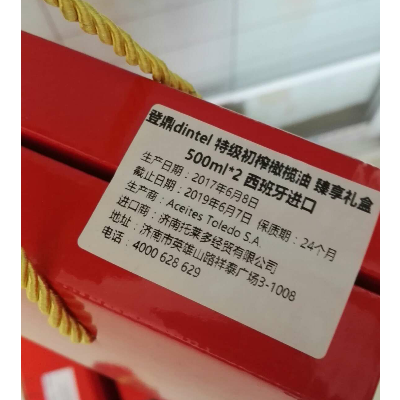 登鼎dintel 特级初榨橄榄油 臻享礼盒
500ml*2 西班牙进口
生产日期：2017年6月8日
截止日期：2019年6月7日 保质期：24个月
生产商：Aceites Toledo S.A
进口商：济南托莱多经贸有限公司
地址：济南市英雄山路祥泰广场3-1008
电话：4000 628 629